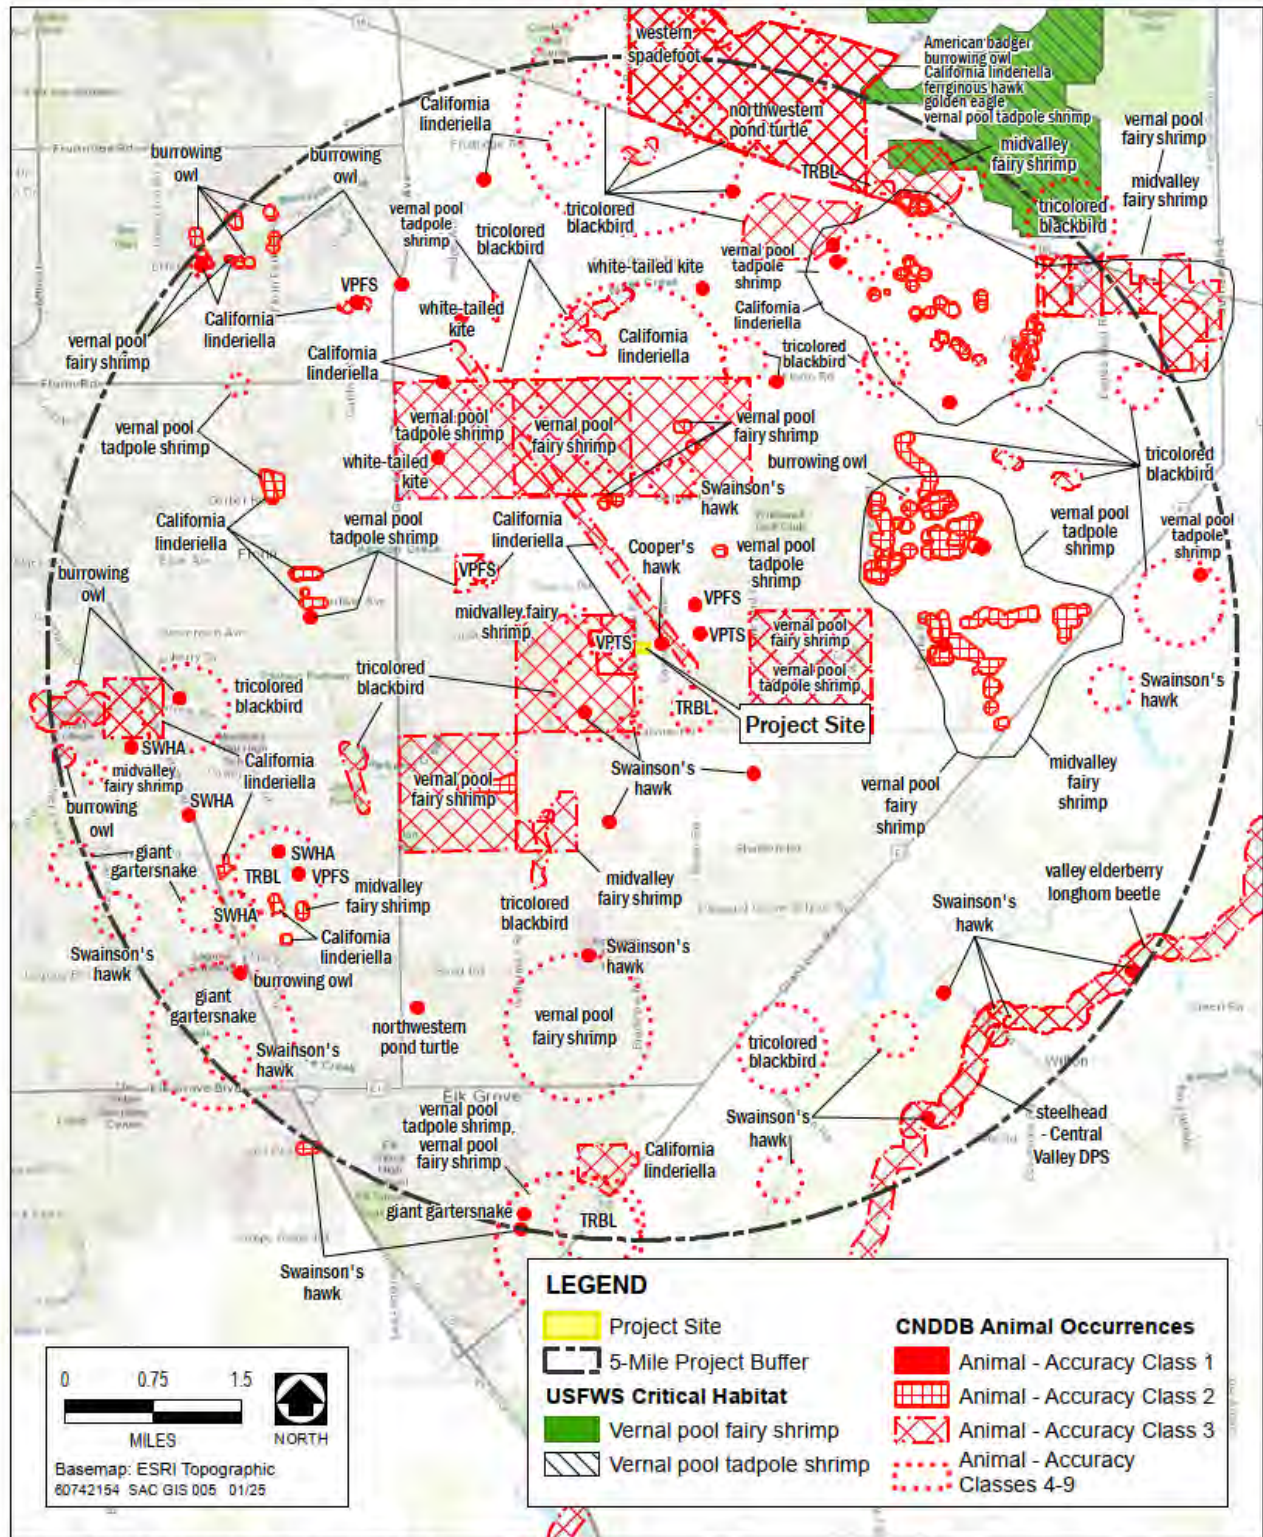 western
spadefoot
American badger
burrowing owl
California linderiella
ferrginous hawk
golden eagle
vernal pool tadpole shrimp
California
linderiella
northwestern
pond turtle
vernal pool
fairy shrimp
midvalley
fairy shrimp
burrowing
owl
burrowing
owl
TRBL
midvalley
fairy shrimp
vernal pool
tadpole
shrimp
tricolored
blackbird
tricolored
blackbird
tricolored
blackbird
vernal pool
tadpole
shrimp
white-tailed kite
VPFS
California
linderiella
white-tailed
kite
California
linderiella
vernal pool
fairy shrimp
California
linderiella
California
linderiella
tricolored
blackbird
vernal pool
tadpole shrimp
vernal pool
tadpole shrimp
vernal pool
fairy shrimp
vernal pool
fairy shrimp
white-tailed
kite
burrowing owl
tricolored
blackbird
Swainson's
hawk
California
linderiella
vernal pool
tadpole shrimp
California
linderiella
vernal pool
tadpole
shrimp
vernal pool
tadpole
shrimp
Cooper's
hawk
vernal pool
tadpole
shrimp
burrowing
owl
VPFS
VPFS
midvalley fairy
shrimp
VPTS
VPTS
vernal pool
fairy shrimp
vernal pool
tadpole shrimp
tricolored
blackbird
tricolored
blackbird
Swainson's
hawk
TRBL
Project Site
SWHA
midvalley
fairy shrimp
California
linderiella
Swainson's
hawk
vernal pool
fairy shrimp
midvalley
fairy
shrimp
vernal pool
fairy
shrimp
SWHA
burrowing
owl
giant
gartersnake
SWHA
TRBL
VPFS
midvalley
fairy shrimp
SWHA
midvalley
fairy shrimp
valley elderberry
longhorn beetle
tricolored
blackbird
Swainson's
hawk
California
linderiella
Swainson's
hawk
Swainson's
hawk
burrowing owl
giant
gartersnake
northwestern
pond turtle
vernal pool
fairy shrimp
tricolored
blackbird
Swainson's
hawk
Wilton
Elk Grove
vernal pool
tadpole shrimp,
vernal pool
fairy shrimp
Swainson's
hawk
steelhead
- Central
Valley DPS
California
linderiella
giant gartersnake
TRBL
Swainson's
hawk
LEGEND
Project Site
5-Mile Project Buffer
USFWS Critical Habitat
Vernal pool fairy shrimp
Vernal pool tadpole shrimp
CNDDB Animal Occurrences
Animal - Accuracy Class 1
Animal - Accuracy Class 2
Animal - Accuracy Class 3
Animal - Accuracy
Classes 4-9
0 0.75 1.5
MILES
NORTH
Basemap: ESRI Topographic
60742154 SAC GIS 005 01/25